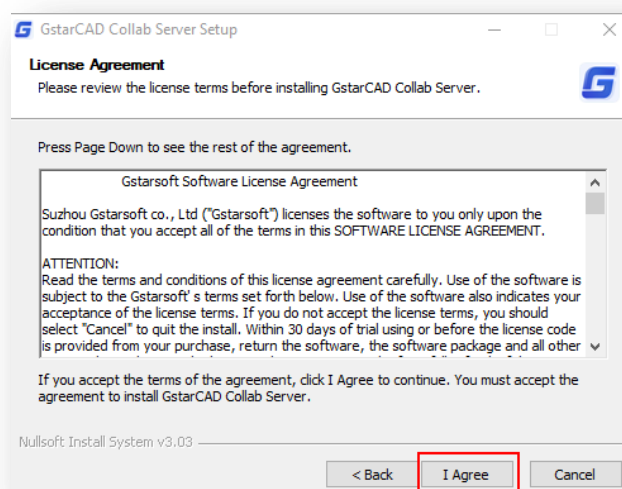 GstarCAD Collab Server Setup
License Agreement
Please review the license terms before installing GstarCAD Collab Server.
Press Page Down to see the rest of the agreement.
Gstarsoft Software License Agreement
Suzhou Gstarsoft co., Ltd ("Gstarsoft") licenses the software to you only upon the
condition that you accept all of the terms in this SOFTWARE LICENSE AGREEMENT.
ATTENTION:
Read the terms and conditions of this license agreement carefully. Use of the software is
subject to the Gstarsoft' s terms set forth below. Use of the software also indicates your
acceptance of the license terms. If you do not accept the license terms, you should
select "Cancel" to quit the install. Within 30 days of trial using or before the license code
is provided from your purchase, return the software, the software package and all other
If you accept the terms of the agreement, click I Agree to continue. You must accept the
agreement to install GstarCAD Collab Server.
Nullsoft Install System v3.03
< Back I Agree Cancel